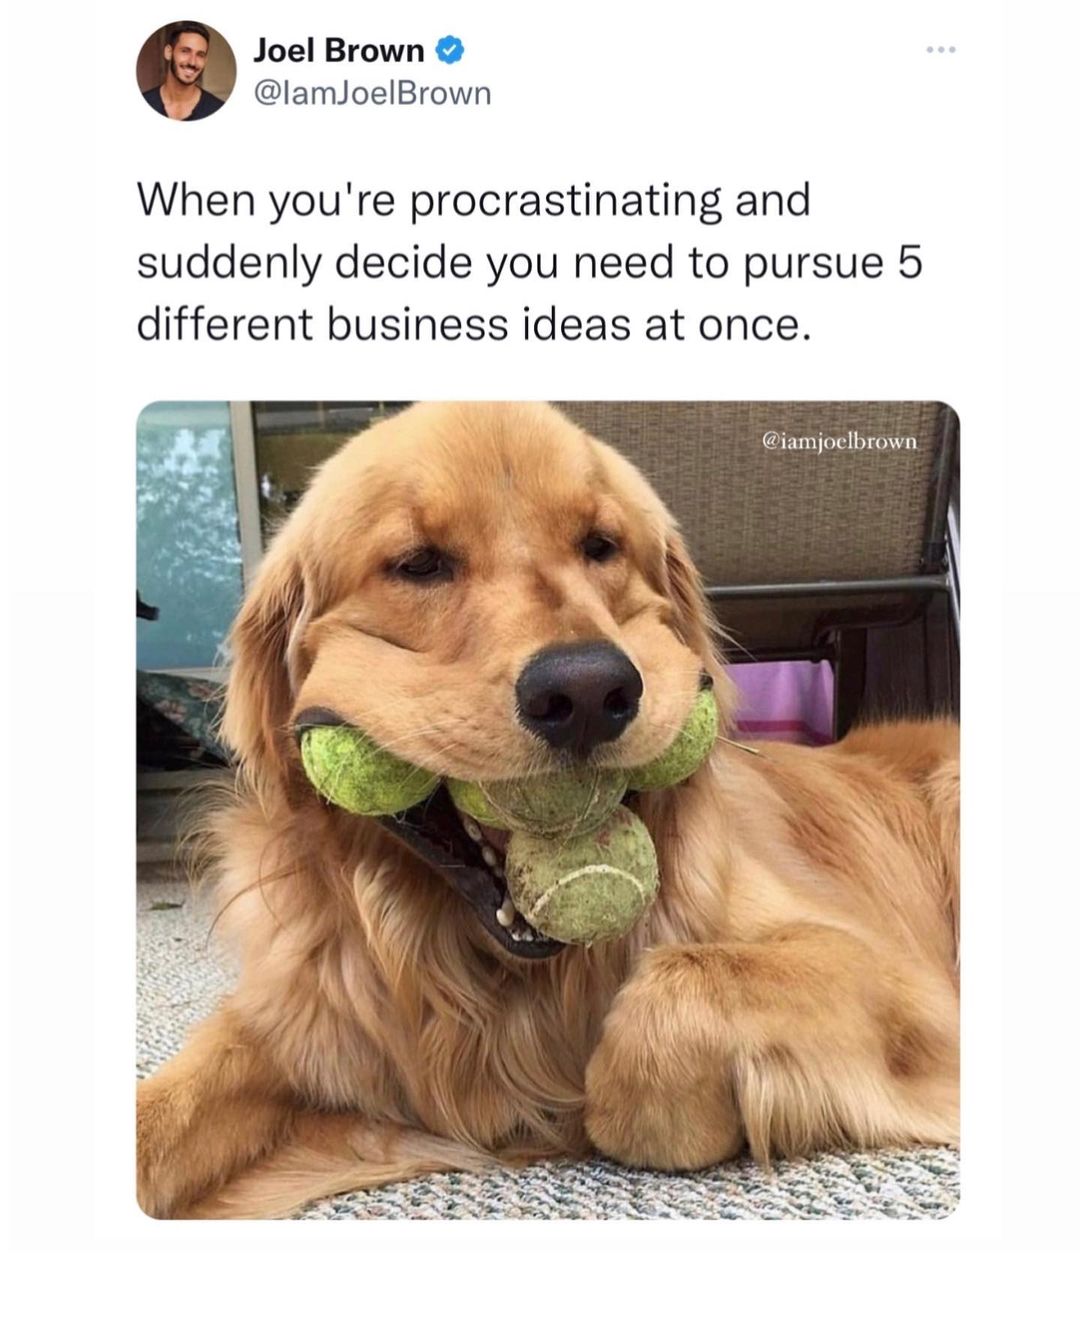 Joel Brown
@IamJoelBrown
When you're procrastinating and
suddenly decide you need to pursue 5
different business ideas at once.
@iamjoelbrown